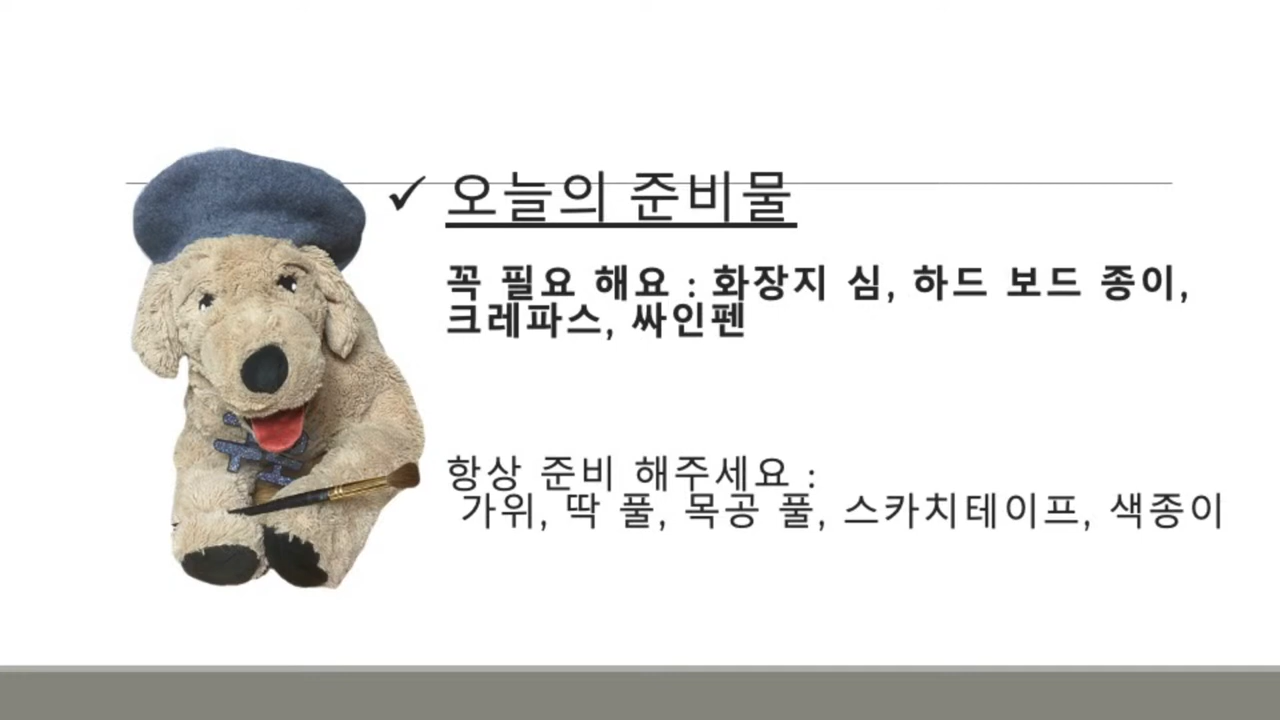 ✓ 오늘의 준비물
꼭 필요 해요 : 화장지 심, 하드 보드 종이,
크레파스, 싸인펜
항상 준비 해주세요 :
가위, 딱 풀, 목공 풀, 스카치테이프, 색종이